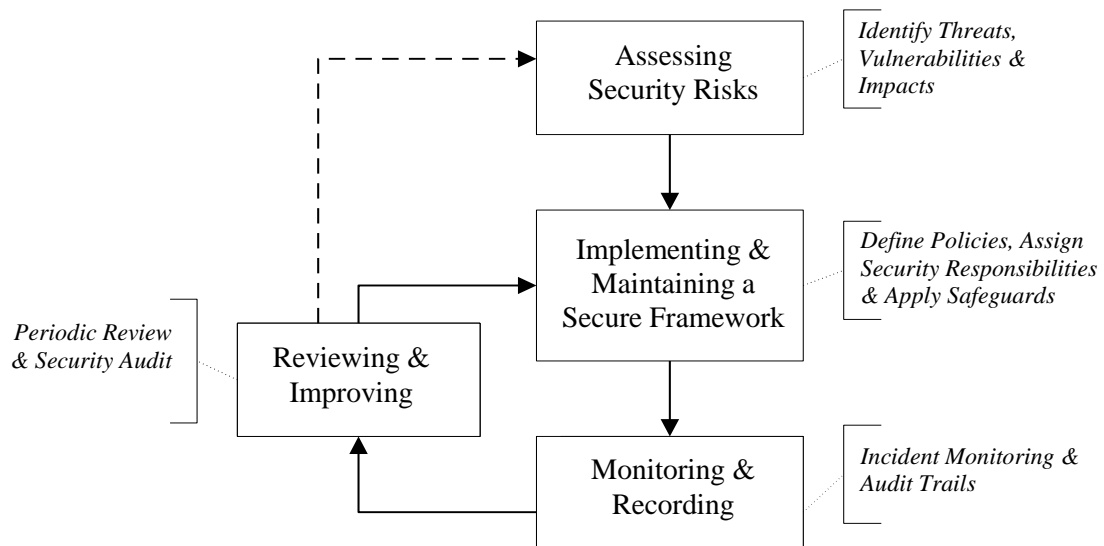 Assessing
Security Risks
Identify Threats,
Vulnerabilities &
Impacts
Implementing &
Maintaining a
Secure Framework
Define Policies, Assign
Security Responsibilities
& Apply Safeguards
Periodic Review
& Security Audit
Reviewing &
Improving
Monitoring &
Recording
Incident Monitoring &
Audit Trails